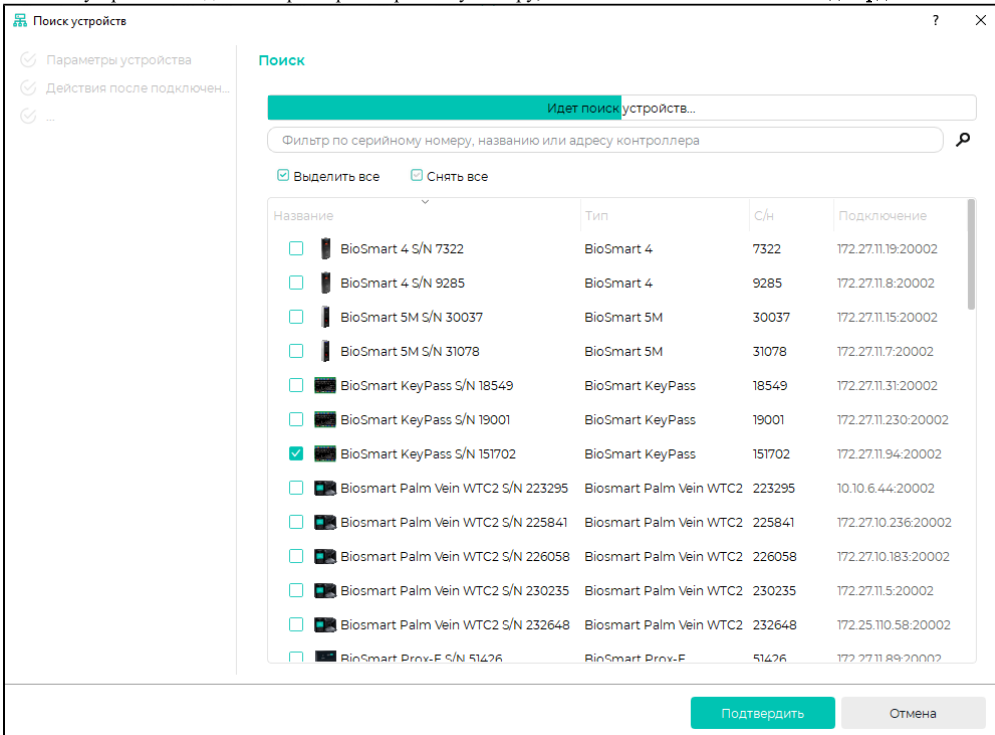 Поиск устройств ?
Параметры устройства
Действия после подключен...
...
Поиск
Идет поиск устройств...
Фильтр по серийному номеру, названию или адресу контроллера
Выделить все Снять все
Название Тип С/н Подключение
BioSmart 4 S/N 7322 BioSmart 4 7322 172.27.11.19:20002
BioSmart 4 S/N 9285 BioSmart 4 9285 172.27.11.8:20002
BioSmart 5M S/N 30037 BioSmart 5M 30037 172.27.11.15:20002
BioSmart 5M S/N 31078 BioSmart 5M 31078 172.27.11.7:20002
BioSmart KeyPass S/N 18549 BioSmart KeyPass 18549 172.27.11.31:20002
BioSmart KeyPass S/N 19001 BioSmart KeyPass 19001 172.27.11.230:20002
BioSmart KeyPass S/N 151702 BioSmart KeyPass 151702 172.27.11.94:20002
Biosmart Palm Vein WTC2 S/N 223295 Biosmart Palm Vein WTC2 223295 10.10.6.44:20002
Biosmart Palm Vein WTC2 S/N 225841 Biosmart Palm Vein WTC2 225841 172.27.10.236:20002
Biosmart Palm Vein WTC2 S/N 226058 Biosmart Palm Vein WTC2 226058 172.27.10.183:20002
Biosmart Palm Vein WTC2 S/N 230235 Biosmart Palm Vein WTC2 230235 172.27.11.5:20002
Biosmart Palm Vein WTC2 S/N 232648 Biosmart Palm Vein WTC2 232648 172.25.110.58:20002
BioSmart Prox-E S/N 51426 BioSmart Prox-E 51426 172.27.11.89:20002
Подтвердить Отмена